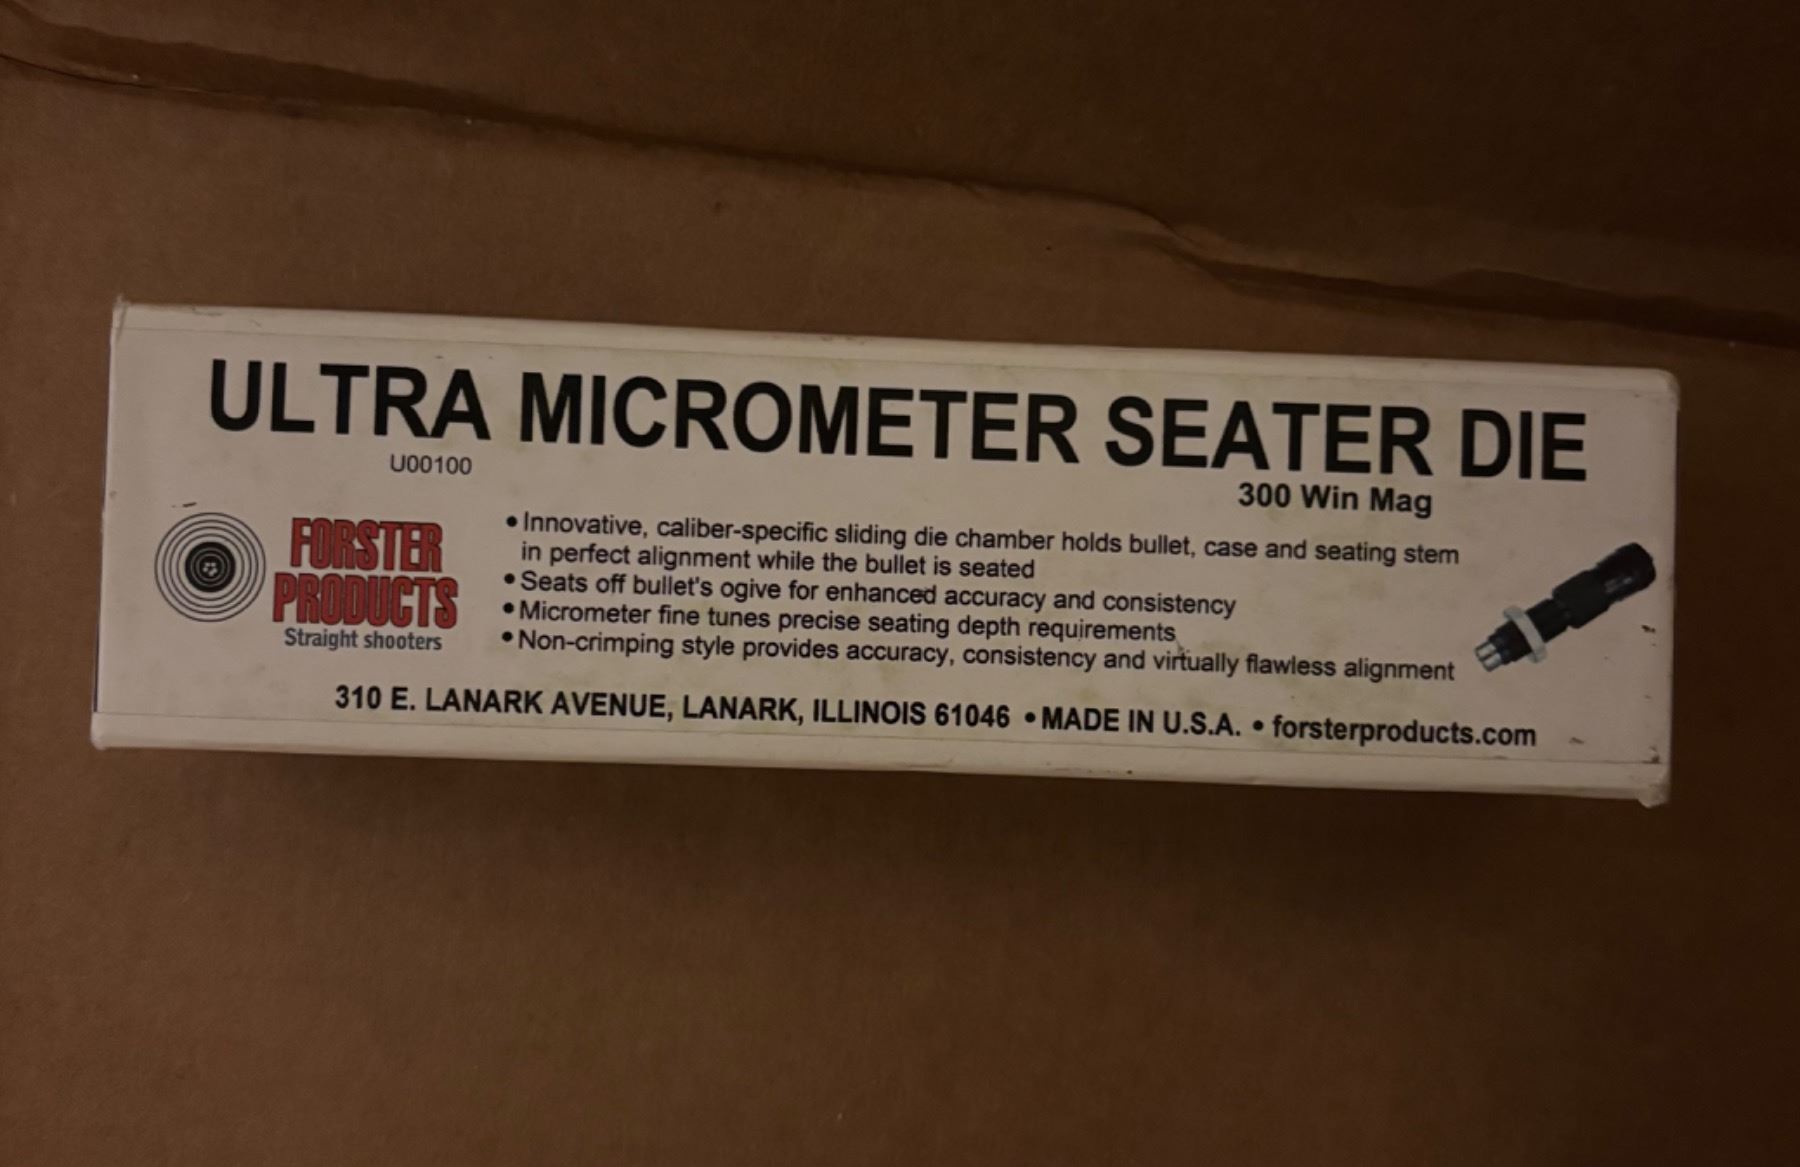 ULTRA MICROMETER SEATER DIE
U00100
300 Win Mag
FORSTER
PRODUCTS
Straight shooters
• Innovative, caliber-specific sliding die chamber holds bullet, case and seating stem
in perfect alignment while the bullet is seated
• Seats off bullet's ogive for enhanced accuracy and consistency
• Micrometer fine tunes precise seating depth requirements
• Non-crimping style provides accuracy, consistency and virtually flawless alignment
310 E. LANARK AVENUE, LANARK, ILLINOIS 61046 • MADE IN U.S.A. • forsterproducts.com